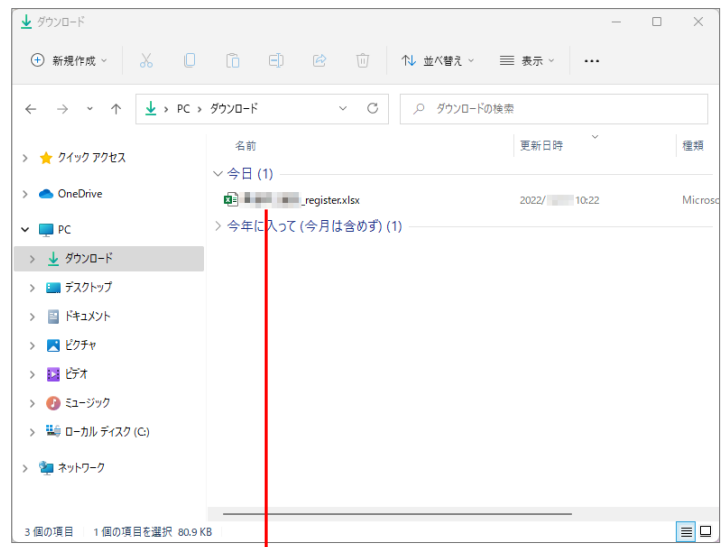 ダウンロード
新規作成
並べ替え
表示
PC
ダウンロード
ダウンロードの検索
名前
更新日時
種類
クイック アクセス
OneDrive
PC
ダウンロード
デスクトップ
ドキュメント
ピクチャ
ビデオ
ミュージック
ローカル ディスク (C:)
ネットワーク
今日 (1)
_register.xlsx
2022/
10:22
Microsc
今年に入って (今月は含めず) (1)
3 個の項目
1 個の項目を選択 80.9 KB